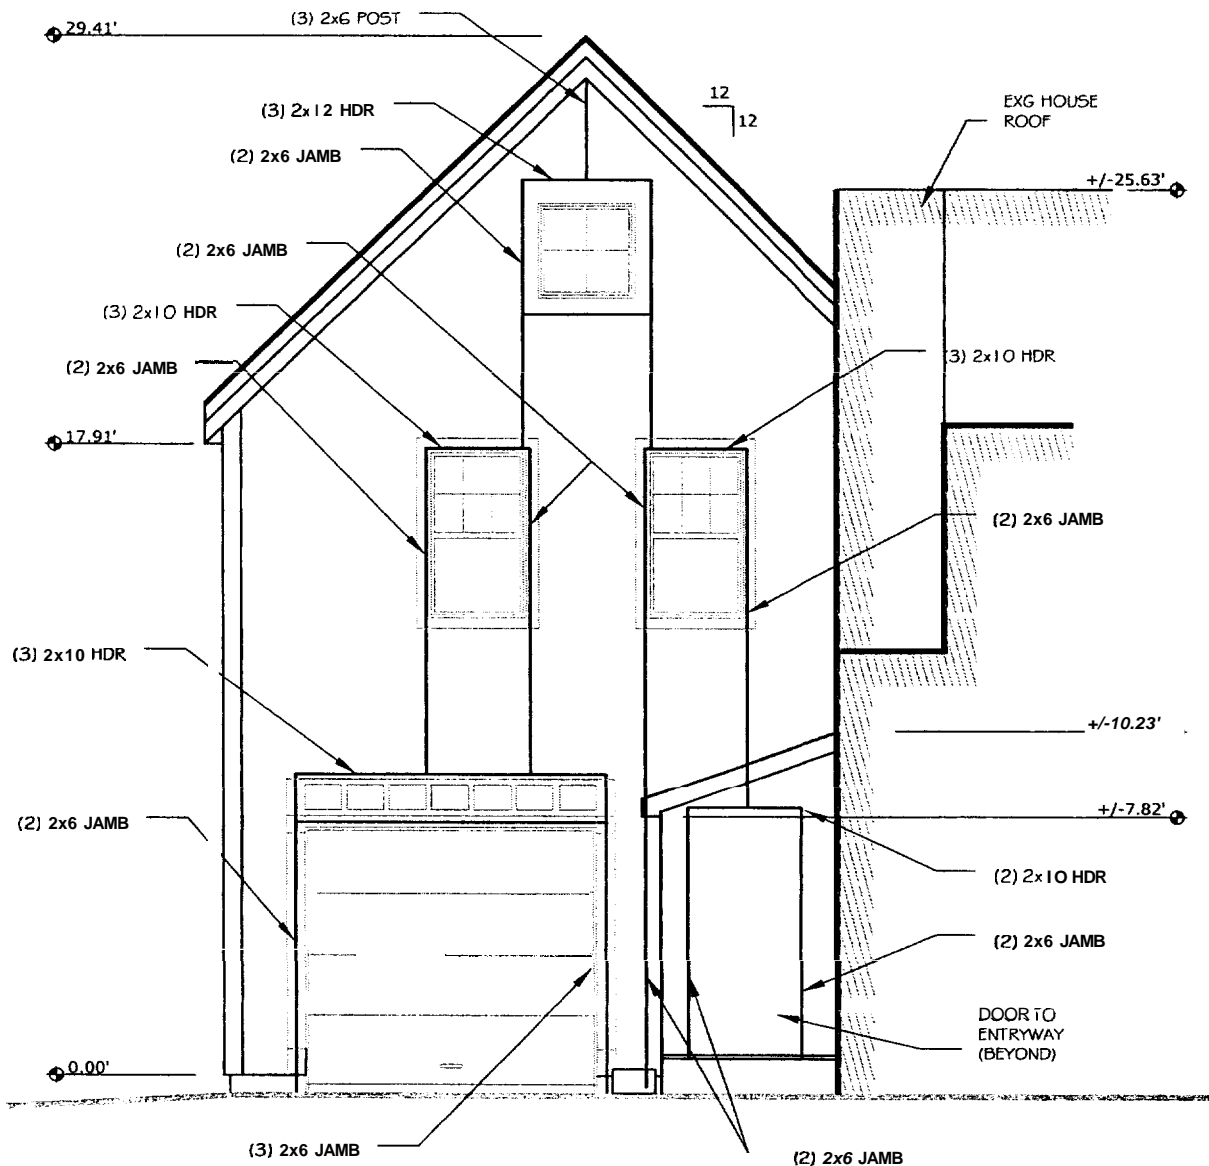 29.41'
(3) 2x6 POST
(3) 2x12 HDR
12
12
EXG HOUSE
ROOF
(2) 2x6 JAMB
+/-25.63'
(2) 2x6 JAMB
(3) 2x10 HDR
(2) 2x6 JAMB
(3) 2x10 HDR
17.91'
(2) 2x6 JAMB
(3) 2x10 HDR
+/-10.23'
(2) 2x6 JAMB
+/-7.82'
(2) 2x10 HDR
(2) 2x6 JAMB
DOOR TO
ENTRYWAY
(BEYOND)
0.00'
(3) 2x6 JAMB
(2) 2x6 JAMB